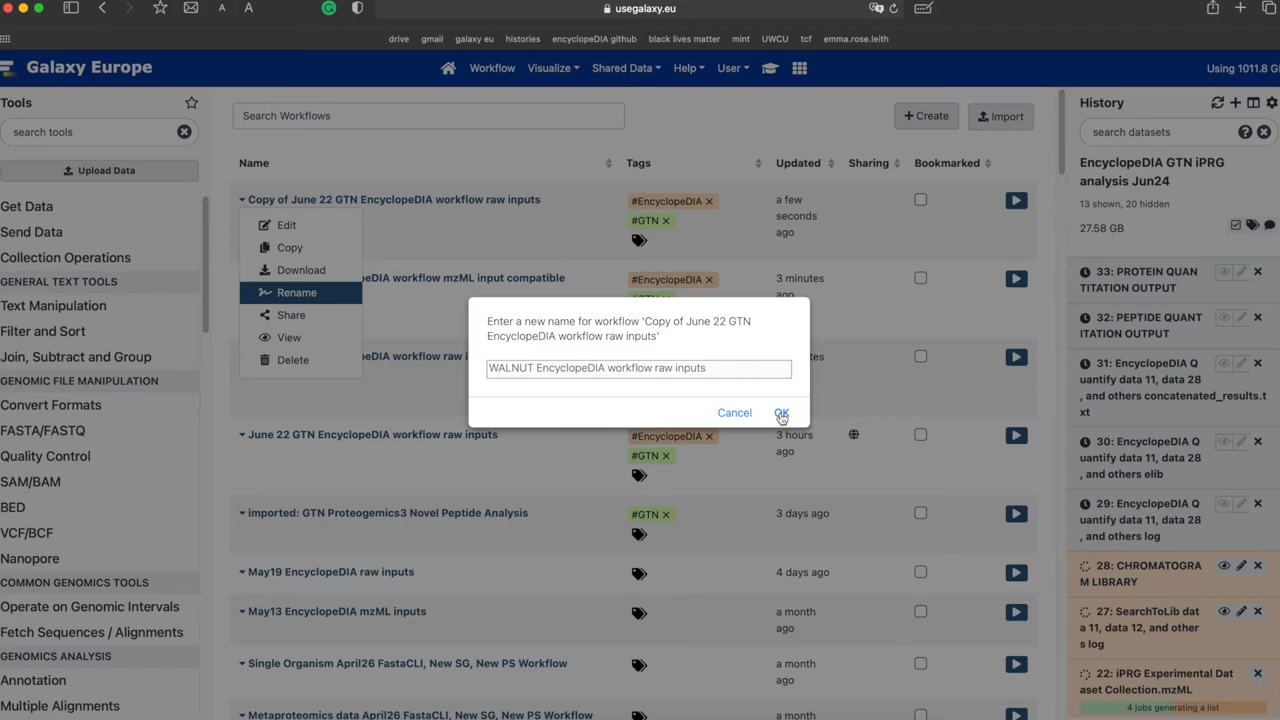 A
A
usegalaxy.eu
drive gmail galaxy eu histories encyclopeDIA github black lives matter mint UWCU tcf emma.rose.leith
Galaxy Europe
Workflow Visualize Shared Data Help User
Using 1011.8 G
Tools
search tools
Upload Data
Get Data
Send Data
Collection Operations
GENERAL TEXT TOOLS
Text Manipulation
Filter and Sort
Join, Subtract and Group
GENOMIC FILE MANIPULATION
Convert Formats
FASTA/FASTQ
Quality Control
SAM/BAM
BED
VCF/BCF
Nanopore
COMMON GENOMICS TOOLS
Operate on Genomic Intervals
Fetch Sequences / Alignments
GENOMICS ANALYSIS
Annotation
Multiple Alignments
Search Workflows
+ Create
Import
Name Tags Updated Sharing Bookmarked
Copy of June 22 GTN EncyclopeDIA workflow raw inputs
#EncyclopeDIA ×
#GTN ×
a few
seconds
ago
Edit
Copy
Download
Rename
Share
View
Delete
peDIA workflow mzML input compatible
#EncyclopeDIA ×
3 minutes
ago
peDIA workflow raw i
Enter a new name for workflow 'Copy of June 22 GTN
EncyclopeDIA workflow raw inputs'
WALNUT EncyclopeDIA workflow raw inputs
Cancel OK
June 22 GTN EncyclopeDIA workflow raw inputs
#EncyclopeDIA ×
#GTN ×
3 hours
ago
imported: GTN Proteogemics3 Novel Peptide Analysis
#GTN ×
3 days ago
May19 EncyclopeDIA raw inputs
4 days ago
May13 EncyclopeDIA mzML inputs
a month
ago
Single Organism April26 FastaCLI, New SG, New PS Workflow
a month
ago
Metaproteomics data April26 FastaCLI, New SG, New PS
a month
History
search datasets
EncyclopeDIA GTN iPRG
analysis Jun24
13 shown, 20 hidden
27.58 GB
33: PROTEIN QUAN
TITATION OUTPUT
32: PEPTIDE QUANT
ITATION OUTPUT
31: EncyclopeDIA Q
uantify data 11, data 28
, and others concatenated_results.t
xt
30: EncyclopeDIA Q
uantify data 11, data 28
, and others elib
29: EncyclopeDIA Q
uantify data 11, data 28
, and others log
28: CHROMATOGRA
M LIBRARY
27: SearchToLib dat
a 11, data 12, and other
s log
22: iPRG Experimental Dat
aset Collection.mzML
4 jobs generating a list